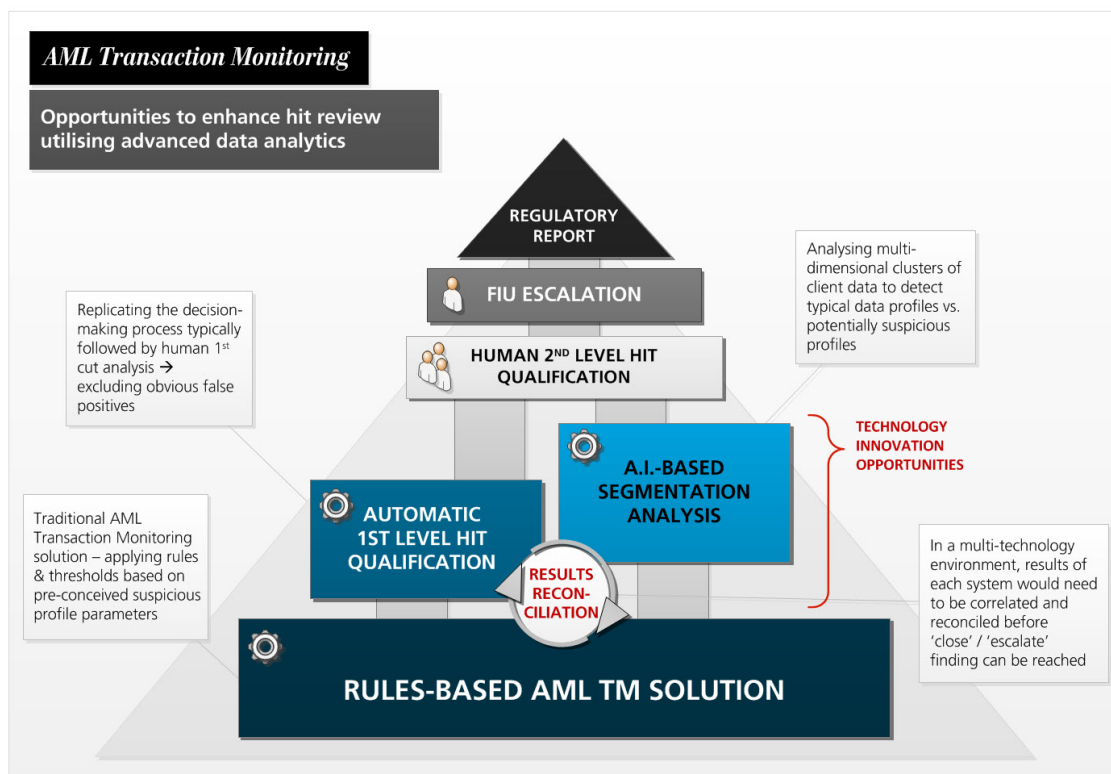 AML Transaction Monitoring
Opportunities to enhance hit review
utilising advanced data analytics
REGULATORY
REPORT
FIU ESCALATION
HUMAN 2ND LEVEL HIT
QUALIFICATION
Analysing multi-
dimensional clusters of
client data to detect
typical data profiles vs.
potentially suspicious
profiles
Replicating the decision-
making process typically
followed by human 1st
cut analysis →
excluding obvious false
positives
A.I.-BASED
SEGMENTATION
ANALYSIS
TECHNOLOGY
INNOVATION
OPPORTUNITIES
AUTOMATIC
1ST LEVEL HIT
QUALIFICATION
Traditional AML
Transaction Monitoring
solution – applying rules
& thresholds based on
pre-conceived suspicious
profile parameters
RESULTS
RECON-
CILIATION
In a multi-technology
environment, results of
each system would need
to be correlated and
reconciled before
‘close’ / ‘escalate’
finding can be reached
RULES-BASED AML TM SOLUTION